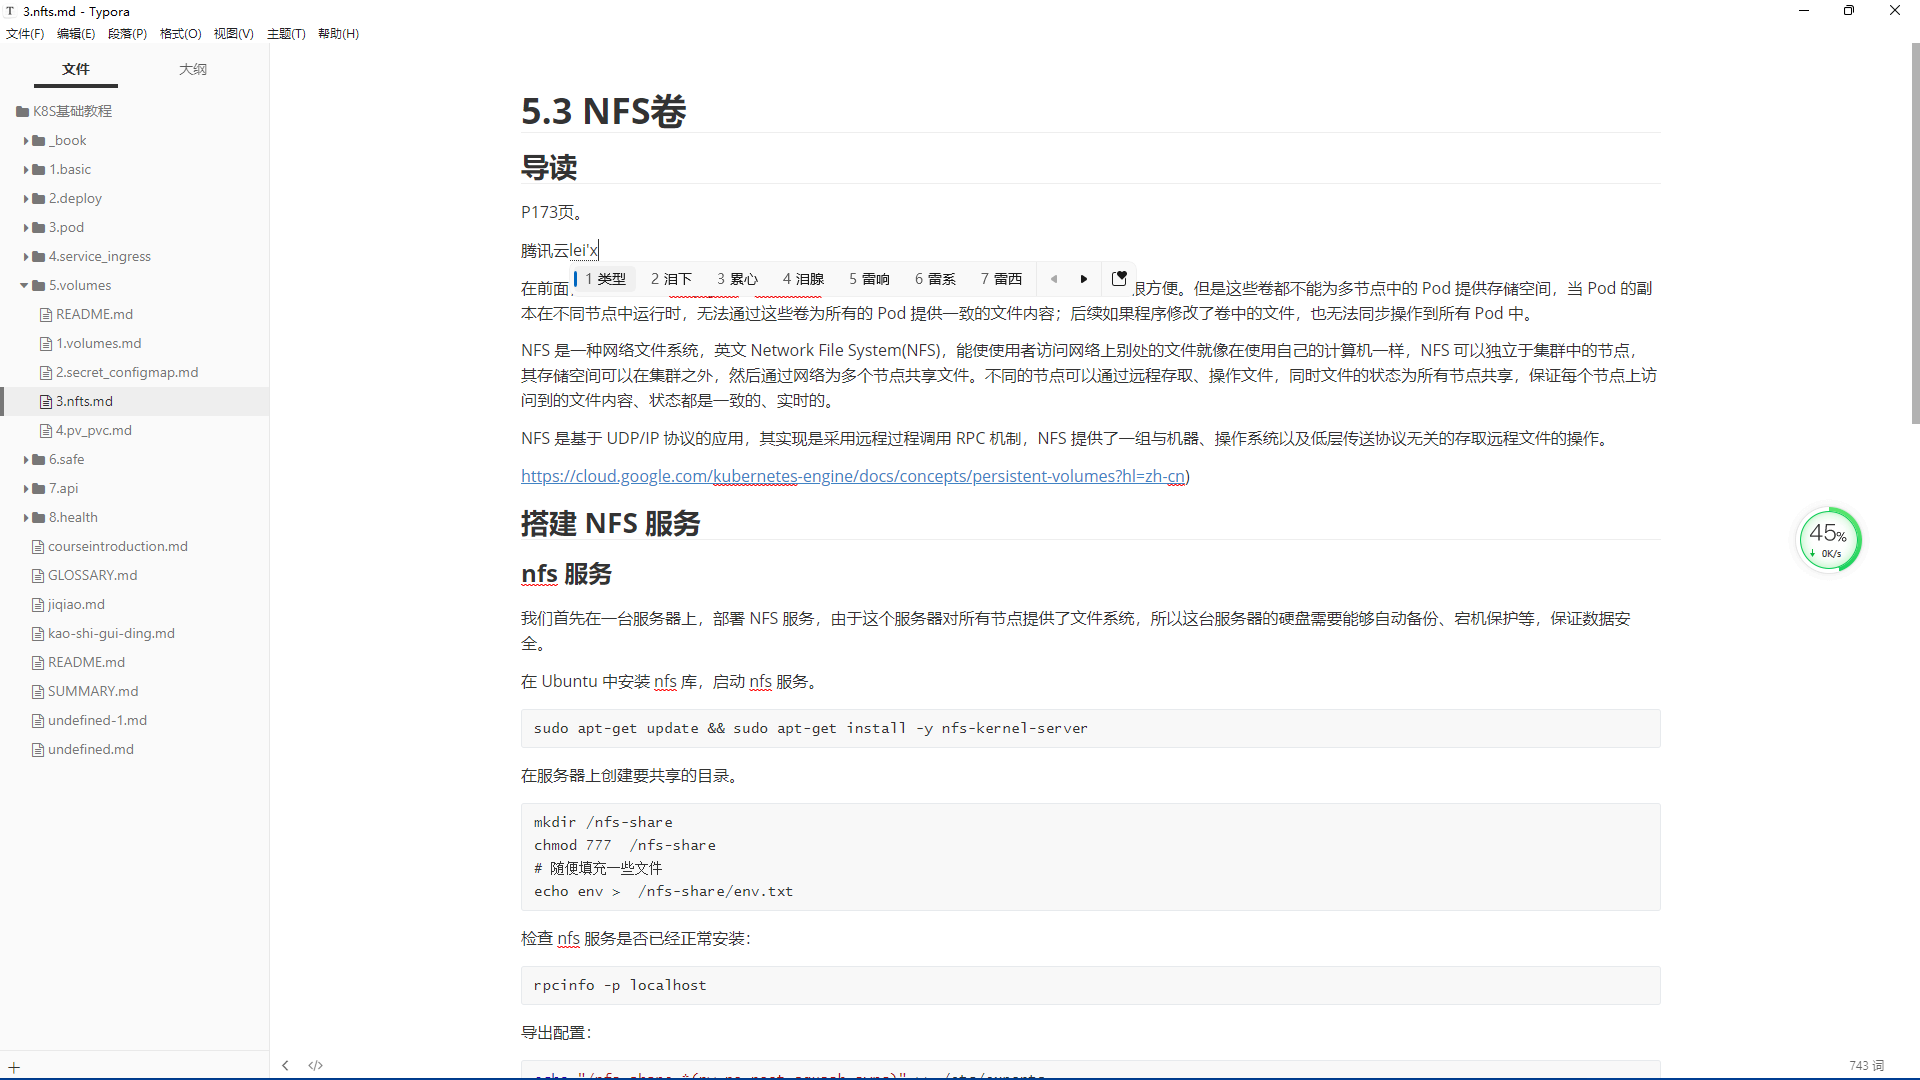 3.nfts.md - Typora
文件(F) 编辑(E) 段落(P) 格式(O) 视图(V) 主题(T) 帮助(H)
文件 大纲
K8S基础教程
_book
1.basic
2.deploy
3.pod
4.service_ingress
5.volumes
README.md
1.volumes.md
2.secret_configmap.md
3.nfts.md
4.pv_pvc.md
6.safe
7.api
8.health
courseintroduction.md
GLOSSARY.md
jiqiao.md
kao-shi-gui-ding.md
README.md
SUMMARY.md
undefined-1.md
undefined.md
5.3 NFS卷
导读
P173页。
腾讯云lei'x
1 类型 2 泪下 3 累心 4 泪腺 5 雷响 6 雷系 7 雷西
在前面 很方便。但是这些卷都不能为多节点中的 Pod 提供存储空间，当 Pod 的副
本在不同节点中运行时，无法通过这些卷为所有的 Pod 提供一致的文件内容；后续如果程序修改了卷中的文件，也无法同步操作到所有 Pod 中。
NFS 是一种网络文件系统，英文 Network File System(NFS)，能使使用者访问网络上别处的文件就像在使用自己的计算机一样，NFS 可以独立于集群中的节点，
其存储空间可以在集群之外，然后通过网络为多个节点共享文件。不同的节点可以通过远程存取、操作文件，同时文件的状态为所有节点共享，保证每个节点上访
问到的文件内容、状态都是一致的、实时的。
NFS 是基于 UDP/IP 协议的应用，其实现是采用远程过程调用 RPC 机制，NFS 提供了一组与机器、操作系统以及低层传送协议无关的存取远程文件的操作。
https://cloud.google.com/kubernetes-engine/docs/concepts/persistent-volumes?hl=zh-cn)
搭建 NFS 服务
nfs 服务
我们首先在一台服务器上，部署 NFS 服务，由于这个服务器对所有节点提供了文件系统，所以这台服务器的硬盘需要能够自动备份、宕机保护等，保证数据安
全。
在 Ubuntu 中安装 nfs 库，启动 nfs 服务。
sudo apt-get update && sudo apt-get install -y nfs-kernel-server
在服务器上创建要共享的目录。
mkdir /nfs-share
chmod 777  /nfs-share
# 随便填充一些文件
echo env >  /nfs-share/env.txt
检查 nfs 服务是否已经正常安装：
rpcinfo -p localhost
导出配置：
45%
0K/s
743 词